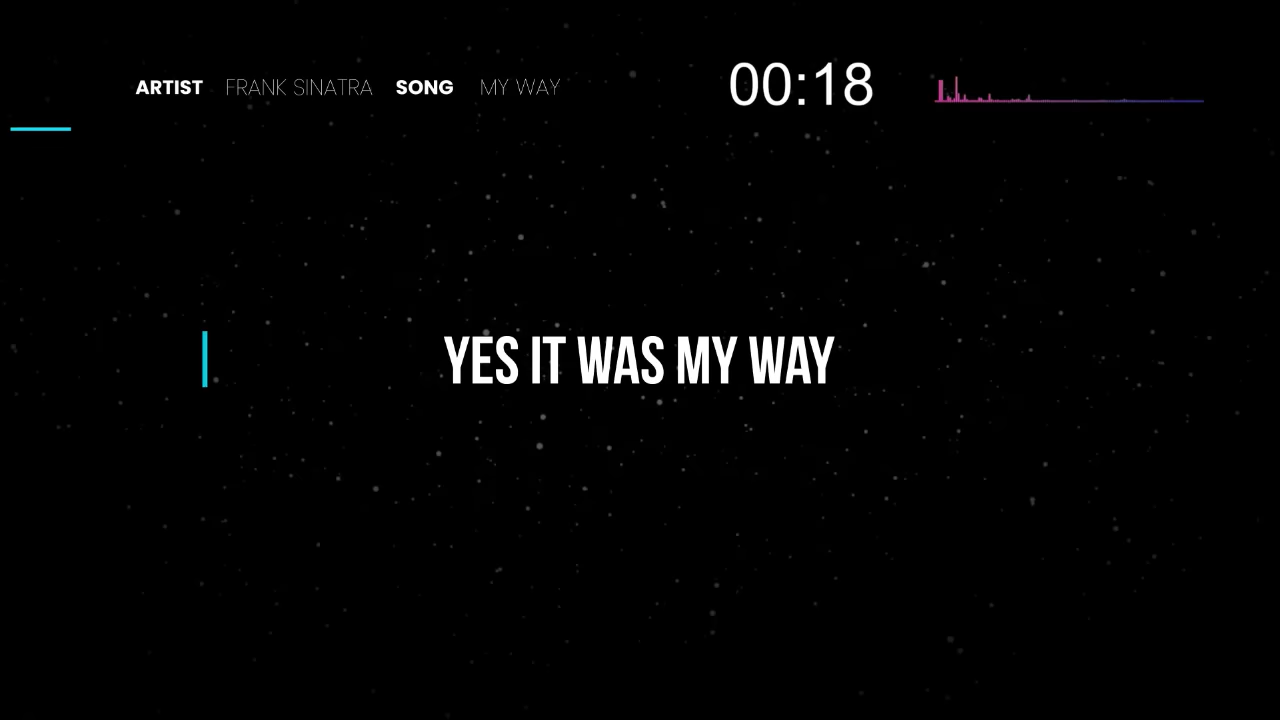 ARTIST FRANK SINATRA SONG MY WAY 00:18
YES IT WAS MY WAY